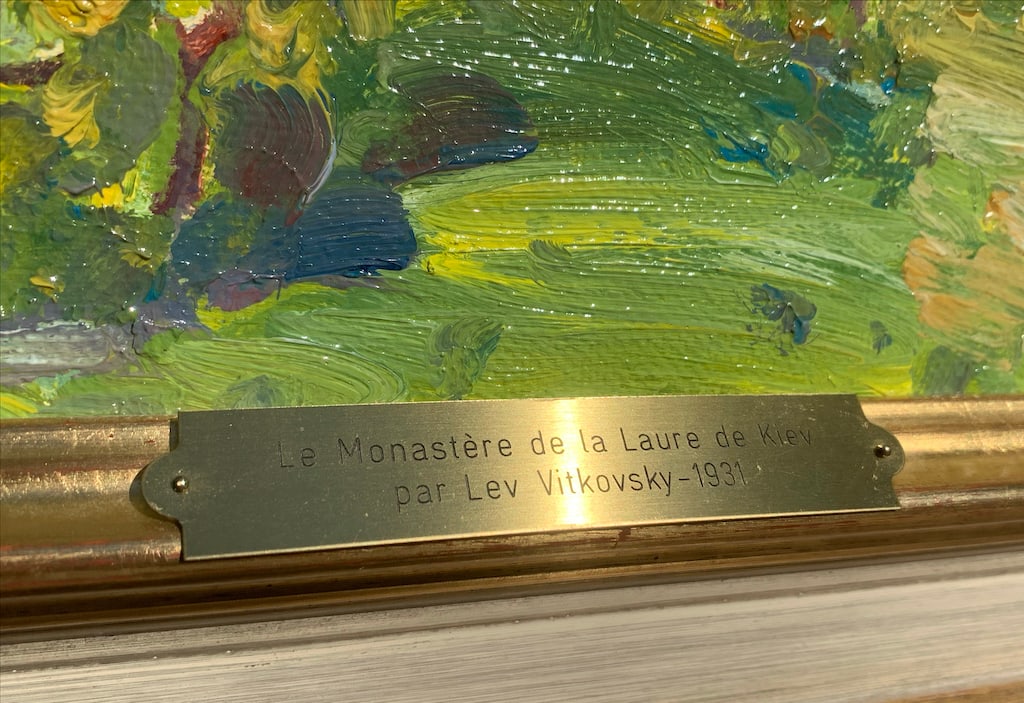 Le Monastère de la Laure de Kiev
par Lev Vitkovsky-1931